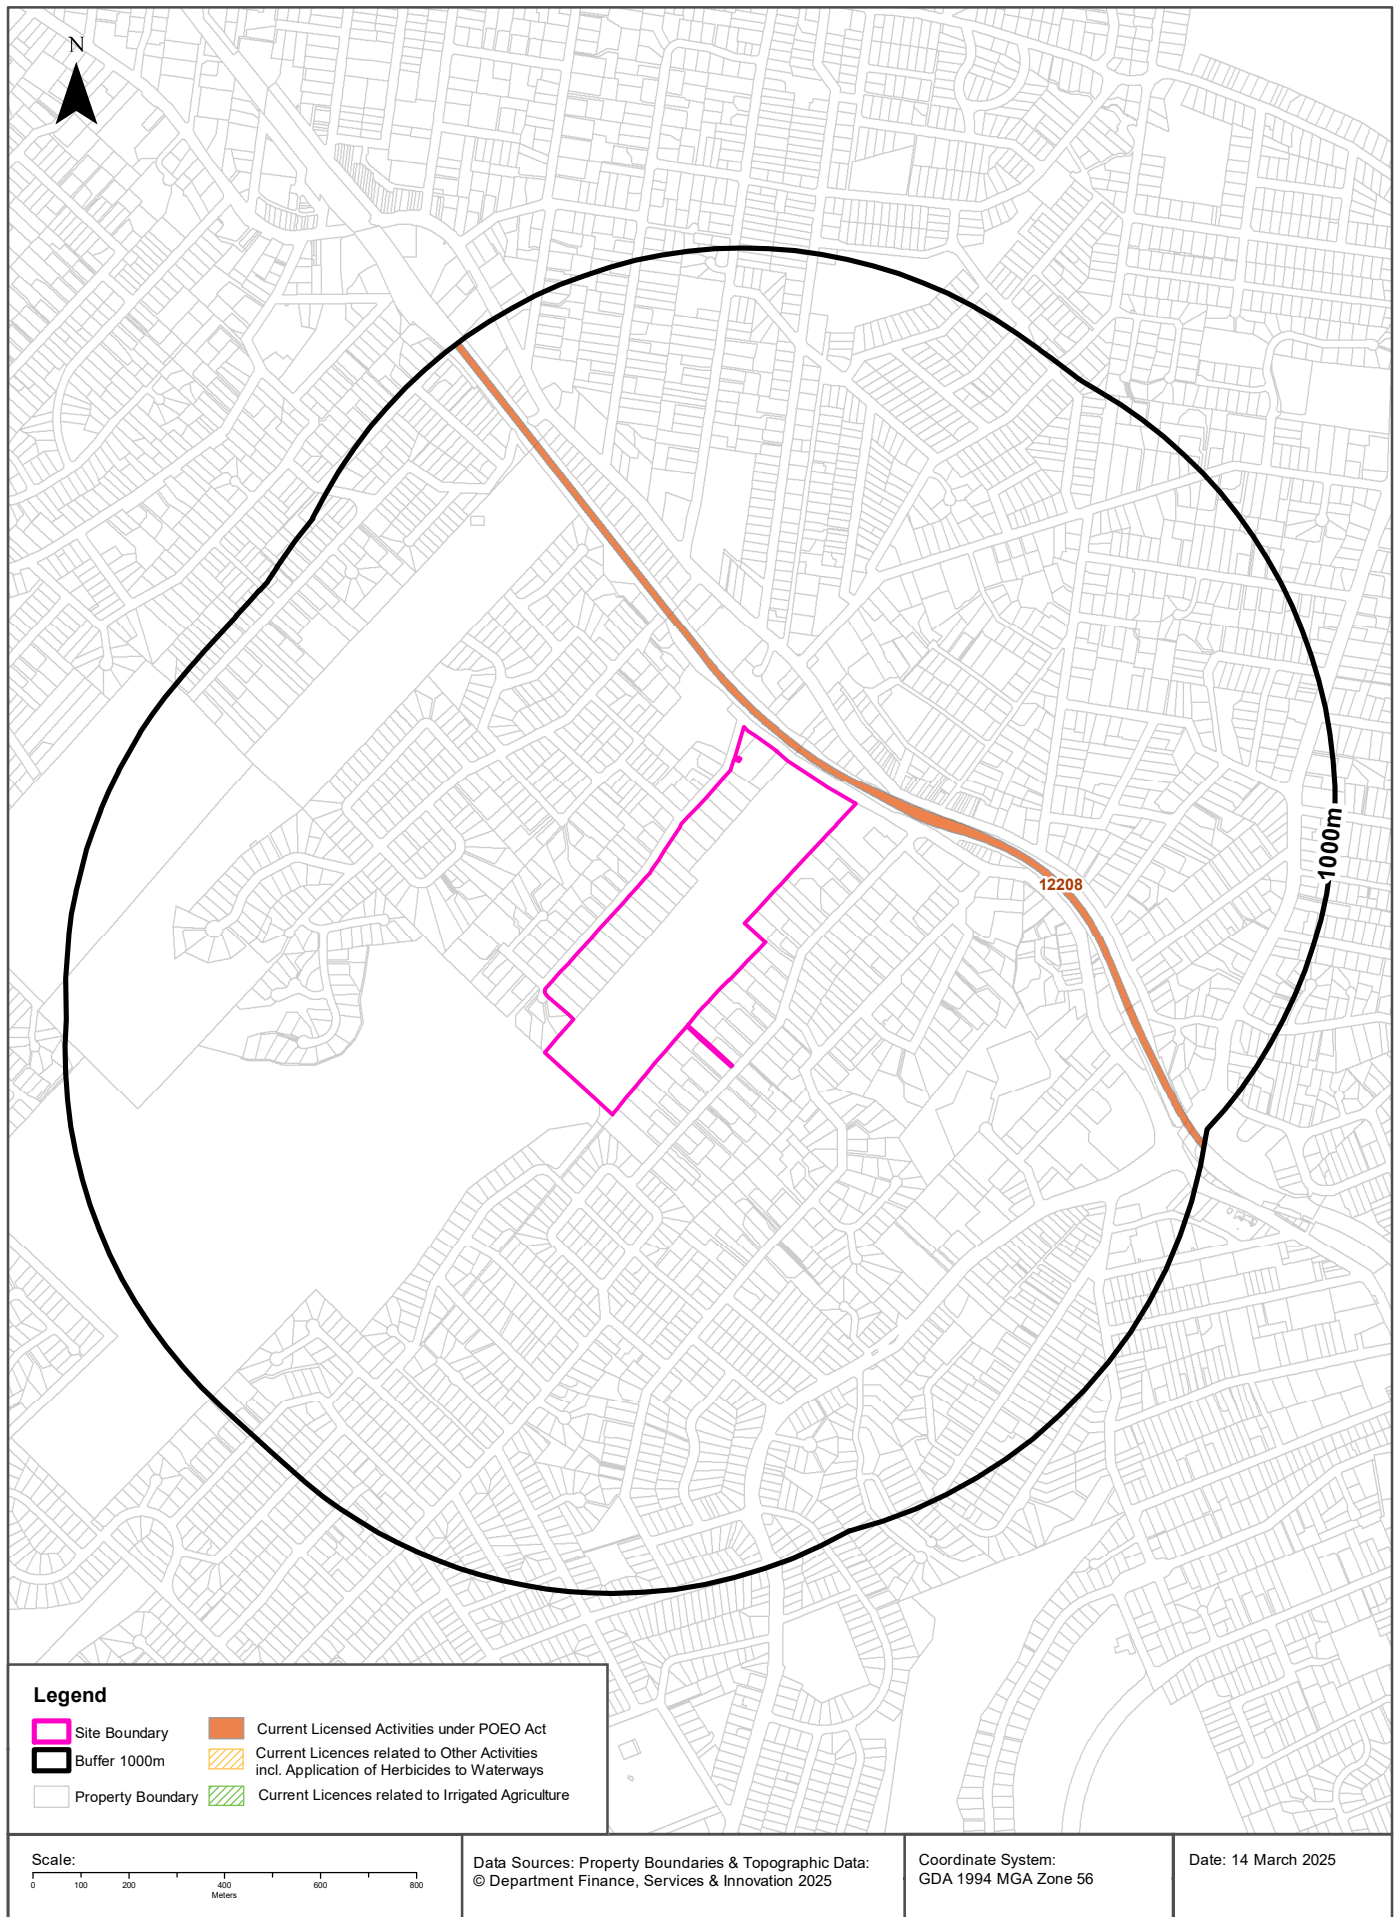 N
1000m
12208
Legend
Site Boundary
Buffer 1000m
Property Boundary
Current Licensed Activities under POEO Act
Current Licences related to Other Activities
incl. Application of Herbicides to Waterways
Current Licences related to Irrigated Agriculture
Scale:
0 100 200 400 600 800
Meters
Data Sources: Property Boundaries & Topographic Data:
© Department Finance, Services & Innovation 2025
Coordinate System:
GDA 1994 MGA Zone 56
Date: 14 March 2025